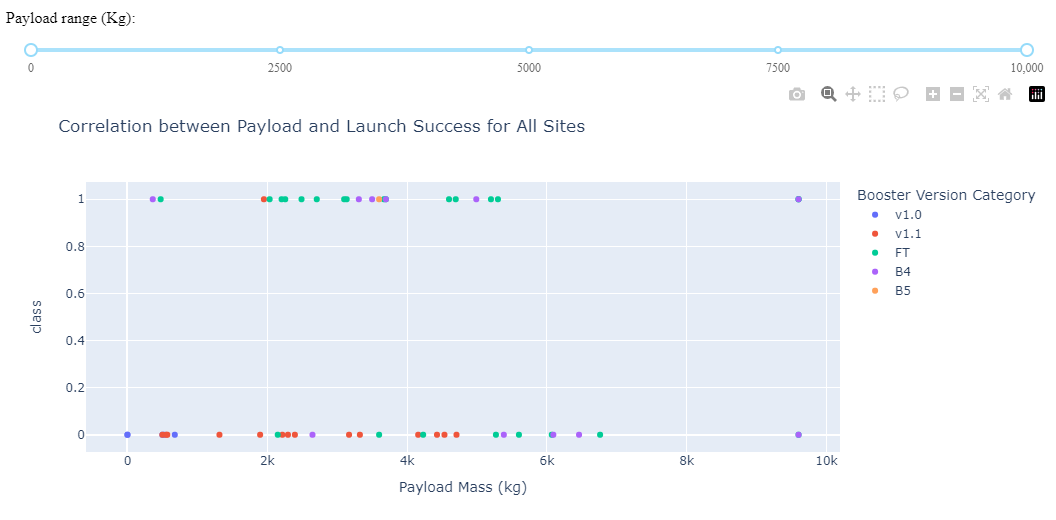 Payload range (Kg):
0 2500 5000 7500 10,000
Correlation between Payload and Launch Success for All Sites
1
0.8
0.6
0.4
0.2
0
class
0 2k 4k 6k 8k 10k
Payload Mass (kg)
Booster Version Category
v1.0
v1.1
FT
B4
B5